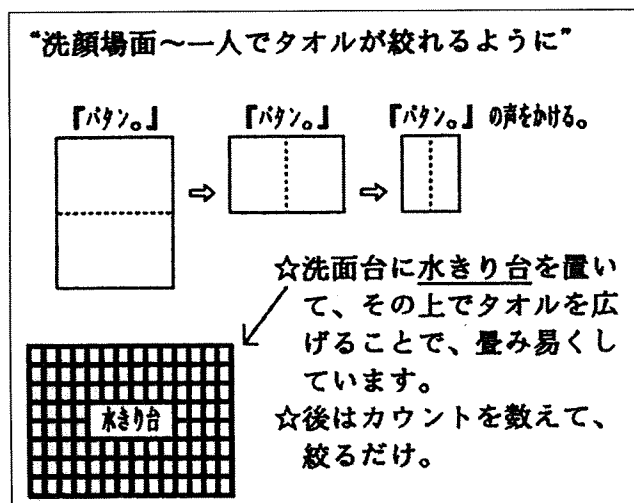 “洗顔場面～一人でタオルが絞れるように”
『パタン。』 『パタン。』 『パタン。』の声をかける。
☆洗面台に水きり台を置い
て、その上でタオルを広
げることで、畳み易くし
ています。
水きり台
☆後はカウントを数えて、
絞るだけ。